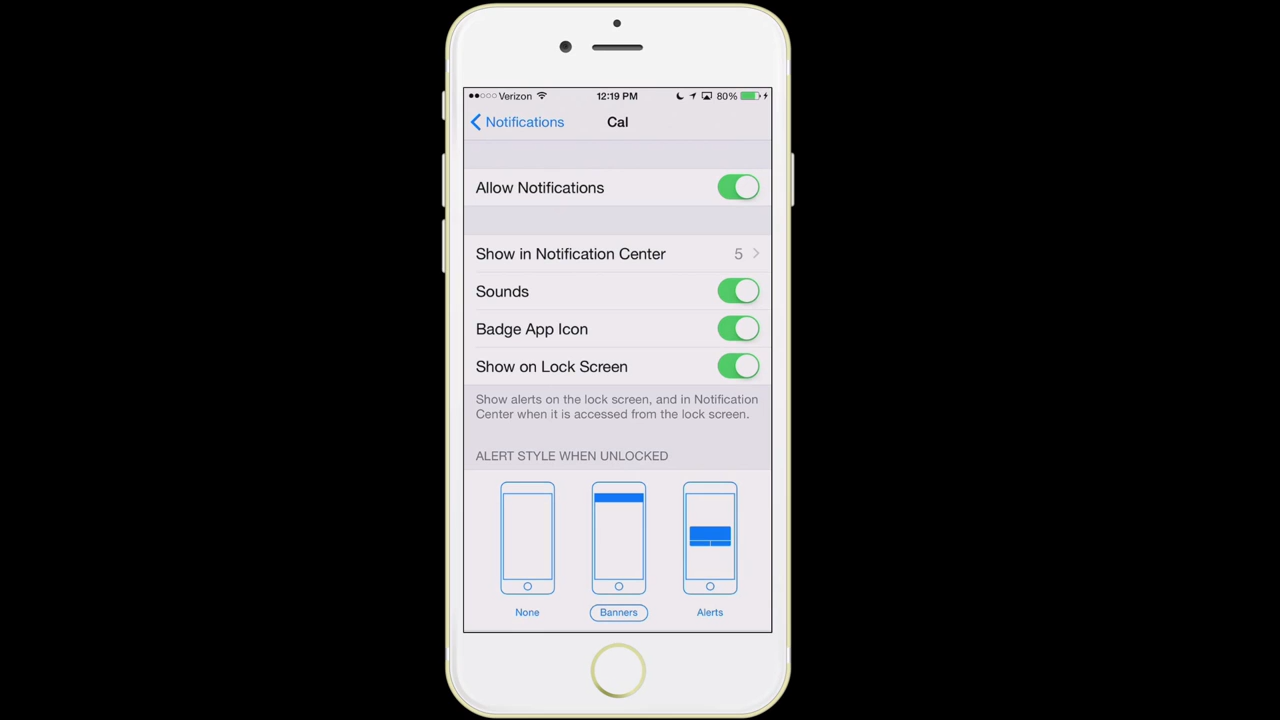 Verizon 12:19 PM 80%
Notifications Cal
Allow Notifications
Show in Notification Center 5
Sounds
Badge App Icon
Show on Lock Screen
Show alerts on the lock screen, and in Notification
Center when it is accessed from the lock screen.
ALERT STYLE WHEN UNLOCKED
None Banners Alerts